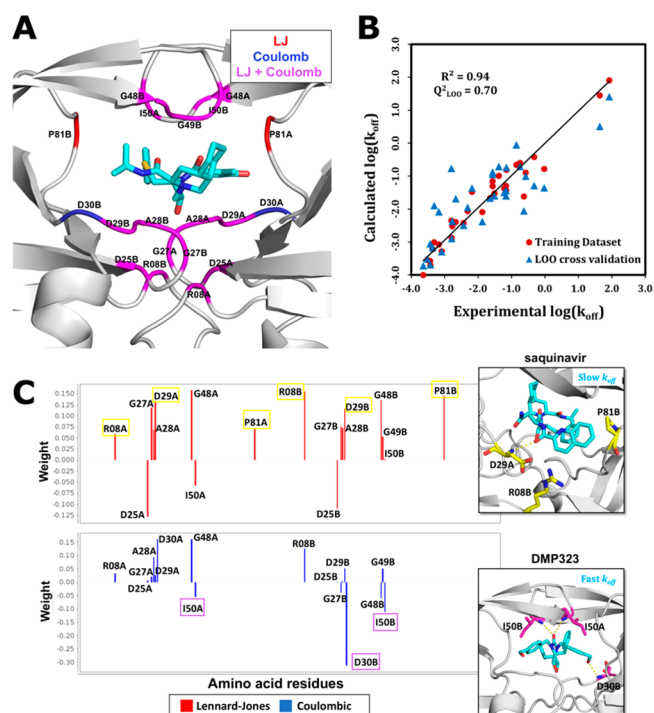 A
LJ
Coulomb
LJ + Coulomb
G48B
G48A
I50A
I50B
G49B
P81B
P81A
D30B
D30A
D29B
A28B
A28A
D29A
G27A
G27B
D25B
R08B
D25A
R08A
B
R² = 0.94
Q²LOO = 0.70
Calculated log(koff)
3.0
2.0
1.0
0.0
-1.0
-2.0
-3.0
-4.0
Training Dataset
LOO cross validation
-4.0 -3.0 -2.0 -1.0 0.0 1.0 2.0 3.0
Experimental log(koff)
C
Weight
0.150
0.125
0.100
0.075
0.050
0.025
0.000
-0.025
-0.050
-0.075
-0.100
-0.125
R08A
G27A
D29A
A28A
G48A
D25A
I50A
P81A
R08B
G27B
D29B
A28B
D25B
G48B
G49B
I50B
P81B
saquinavir
Slow koff
P81B
D29A
R08B
Weight
0.15
0.10
0.05
0.00
-0.05
-0.10
-0.15
-0.20
-0.25
-0.30
R08A
A28A
D30A
G27A
D29A
D25A
G48A
I50A
R08B
D29B
D25B
G27B
D30B
G49B
G48B
I50B
Amino acid residues
Lennard-Jones
Coulombic
DMP323
Fast koff
I50B
I50A
D30B